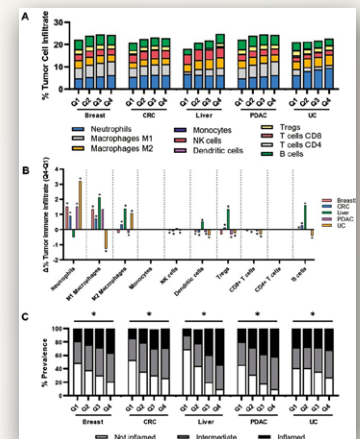 A
% Tumor Cell Infiltrate
30
20
10
0
Q1 Q2 Q3 Q4 Q1 Q2 Q3 Q4 Q1 Q2 Q3 Q4 Q1 Q2 Q3 Q4 Q1 Q2 Q3 Q4
Breast CRC Liver PDAC UC
Neutrophils Monocytes Tregs
Macrophages M1 NK cells T cells CD8
Macrophages M2 Dendritic cells T cells CD4
B cells
B
Δ% Tumor Immune Infiltrate (Q4-Q1)
4
3
2
1
0
-1
-2
Breast
CRC
Liver
PDAC
UC
Neutrophils M1 Macrophages M2 Macrophages Monocytes NK cells Dendritic cells Tregs CD8+ T cells CD4+ T cells B cells
C
% Prevalence
* * * * *
100
80
60
40
20
0
Q1 Q2 Q3 Q4 Q1 Q2 Q3 Q4 Q1 Q2 Q3 Q4 Q1 Q2 Q3 Q4 Q1 Q2 Q3 Q4
Breast CRC Liver PDAC UC
Not inflamed Intermediate Inflamed